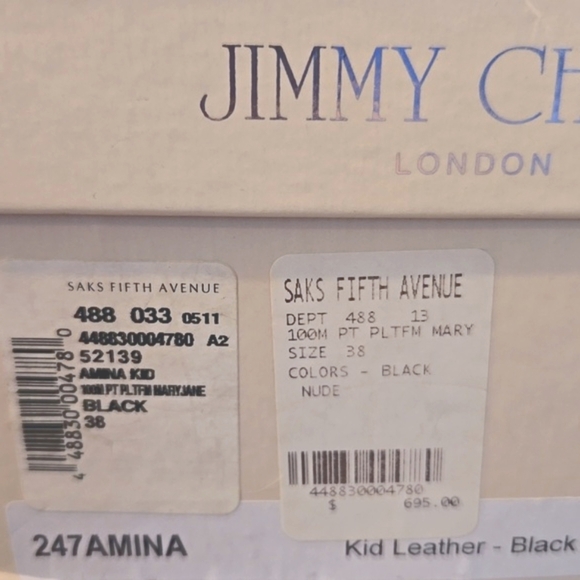 JIMMY CH
LONDON
SAKS FIFTH AVENUE
488 033 0511
448830004780 A2
52139
AMINA KID
100M PT PLTFM MARYJANE
BLACK
38
4 48830 00478 0
SAKS FIFTH AVENUE
DEPT 488 13
100M PT PLTFM MARY
SIZE 38
COLORS - BLACK
NUDE
448830004780
$ 695.00
247AMINA
Kid Leather - Black